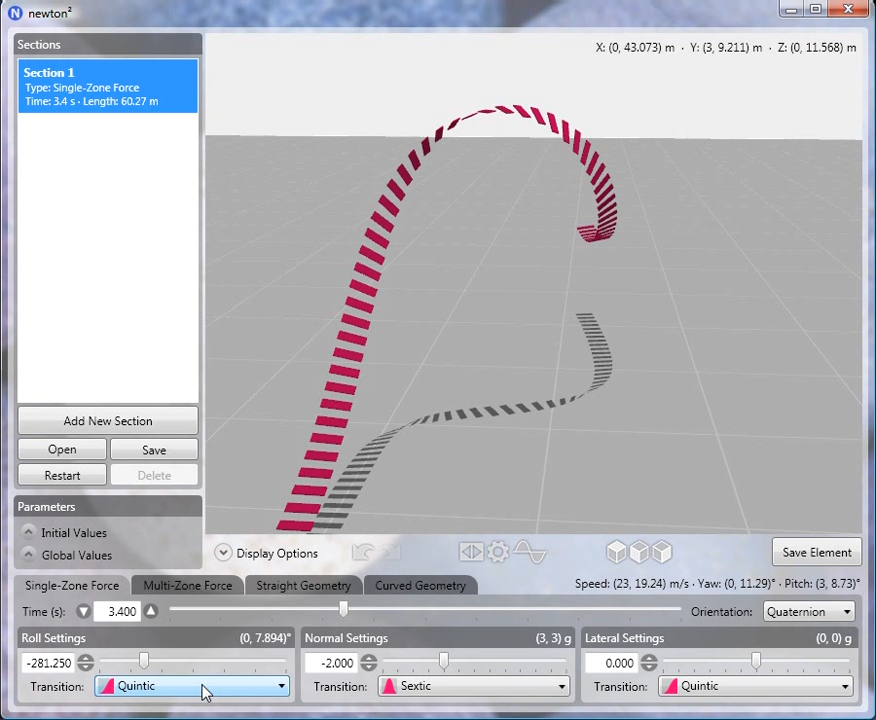 newton²
Sections
Section 1
Type: Single-Zone Force
Time: 3.4 s · Length: 60.27 m
X: (0, 43.073) m · Y: (3, 9.211) m · Z: (0, 11.568) m
Add New Section
Open
Save
Restart
Delete
Parameters
Initial Values
Global Values
Display Options
Save Element
Single-Zone Force
Multi-Zone Force
Straight Geometry
Curved Geometry
Speed: (23, 19.24) m/s · Yaw: (0, 11.29)° · Pitch: (3, 8.73)°
Time (s):
3.400
Orientation:
Quaternion
Roll Settings
(0, 7.894)°
-281.250
Transition:
Quintic
Normal Settings
(3, 3) g
-2.000
Transition:
Sextic
Lateral Settings
(0, 0) g
0.000
Transition:
Quintic